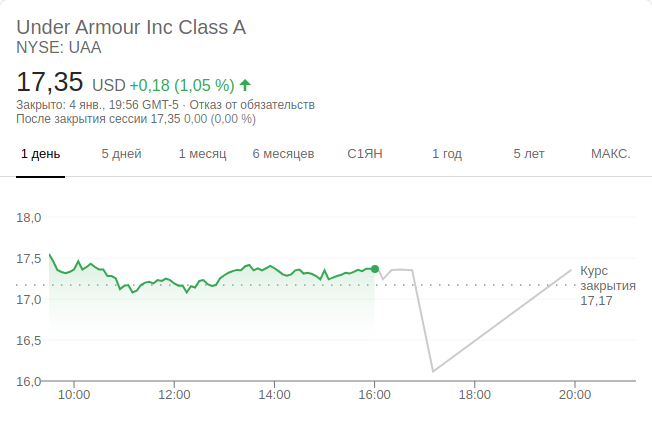 Under Armour Inc Class A
NYSE: UAA
17,35 USD +0,18 (1,05 %)
Закрыто: 4 янв., 19:56 GMT-5 · Отказ от обязательств
После закрытия сессии 17,35 0,00 (0,00 %)
1 день 5 дней 1 месяц 6 месяцев С1ЯН 1 год 5 лет МАКС.
18,0
17,5
Курс
закрытия
17,17
17,0
16,5
16,0
10:00 12:00 14:00 16:00 18:00 20:00